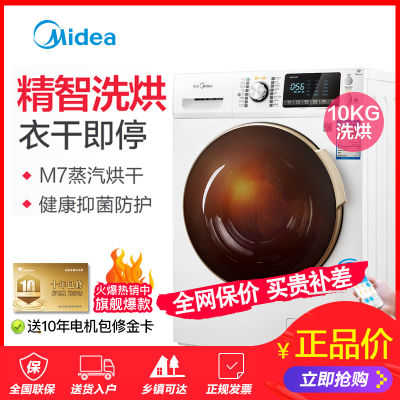 Midea
精智洗烘
衣干即停
M7蒸汽烘干
健康抑菌防护
056
10KG
洗烘
10
火爆热销中
旗舰爆款
送10年电机包修金卡
全网保价 买贵补差
保
全国联保
送货入户
乡镇可达
正规发票
¥ 正品价
立即抢购